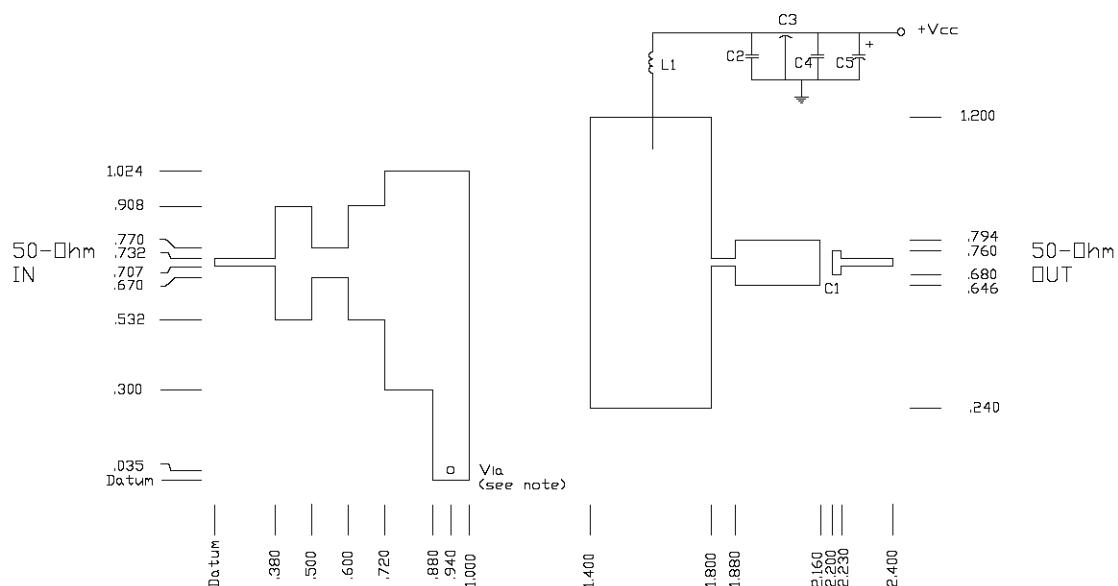 C3
+Vcc
C2
C4
C5
+
L1
1.200
1.024
.908
.770
.732
.707
.670
.532
.300
.035
Datum
50-Ohm
IN
.794
.760
.680
.646
.240
50-Ohm
OUT
C1
Via
(see note)
Datum
.380
.500
.600
.720
.880
.940
1.000
1.400
1.800
1.880
2.160
2.200
2.230
2.400